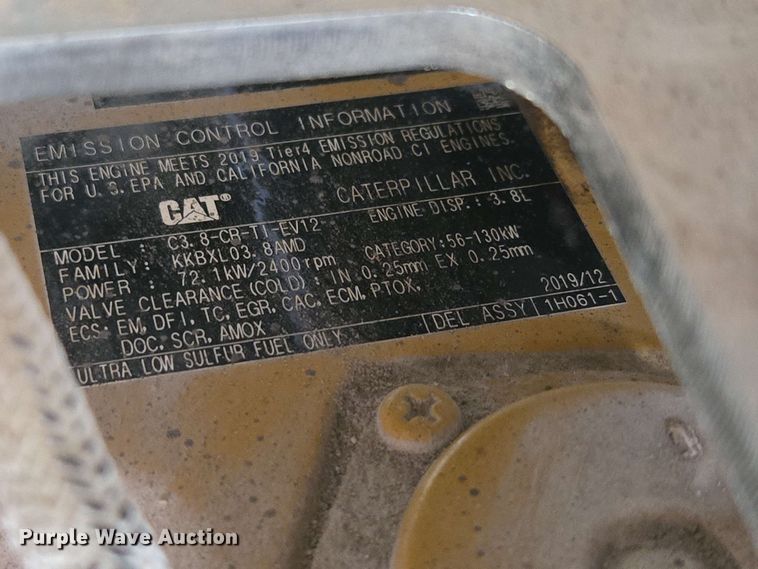 EMISSION CONTROL INFORMATION
THIS ENGINE MEETS 2019 Tier4 EMISSION REGULATIONS
FOR U.S. EPA AND CALIFORNIA NONROAD CI ENGINES.
CAT® CATERPILLAR INC.
MODEL : C3.8-CR-TI-EV12 ENGINE DISP.: 3.8L
FAMILY: KKBXL03.8AMD CATEGORY:56-130kW
POWER : 72.1kW/2400rpm
VALVE CLEARANCE(COLD): IN 0.25mm EX 0.25mm
ECS: EM, DFI, TC, EGR, CAC, ECM, PTOX, 2019/12
DOC, SCR, AMOX
ULTRA LOW SULFUR FUEL ONLY DEL ASSY 1H061-1
Purple Wave Auction